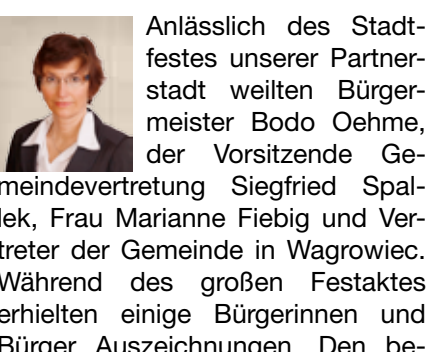 Anlässlich des Stadt-
festes unserer Partner-
stadt weilten Bürger-
meister Bodo Oehme,
der Vorsitzende Ge-
meindevertretung Siegfried Spal-
lek, Frau Marianne Fiebig und Ver-
treter der Gemeinde in Wagrowiec.
Während des großen Festaktes
erhielten einige Bürgerinnen und
Bürger Auszeichnungen. Den be-